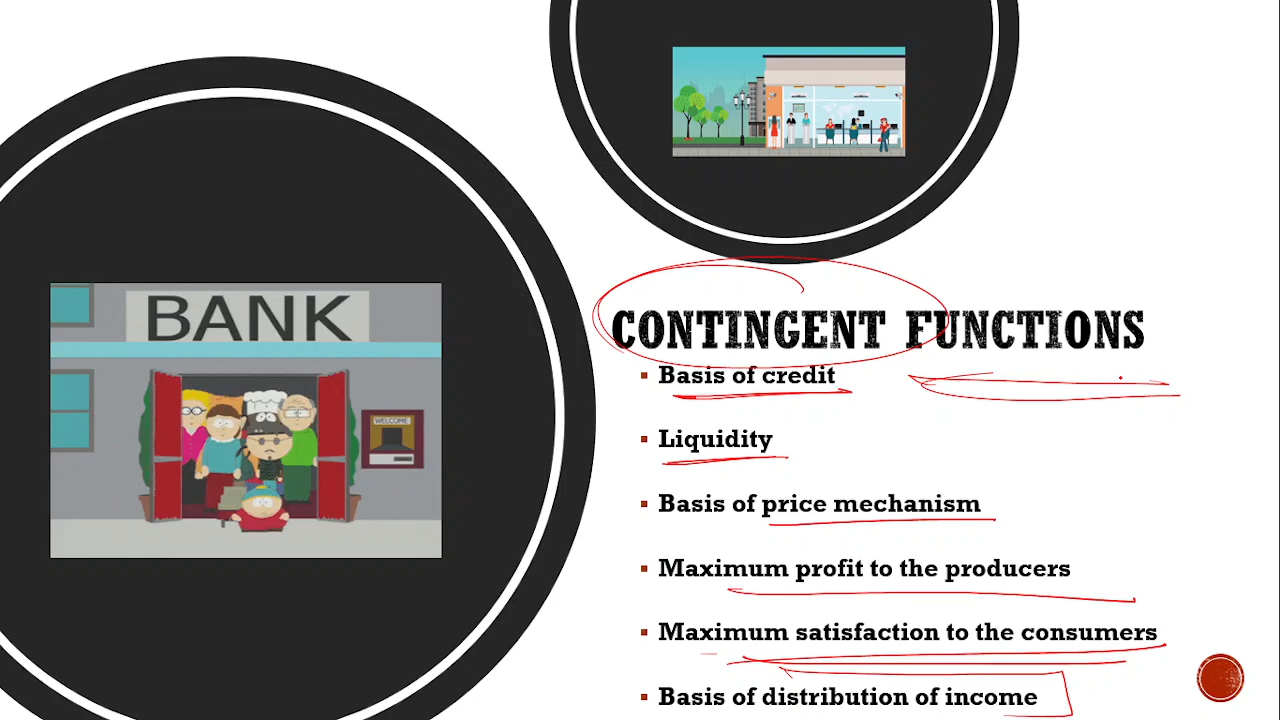 BANK
WELCOME
CONTINGENT FUNCTIONS
Basis of credit
Liquidity
Basis of price mechanism
Maximum profit to the producers
Maximum satisfaction to the consumers
Basis of distribution of income